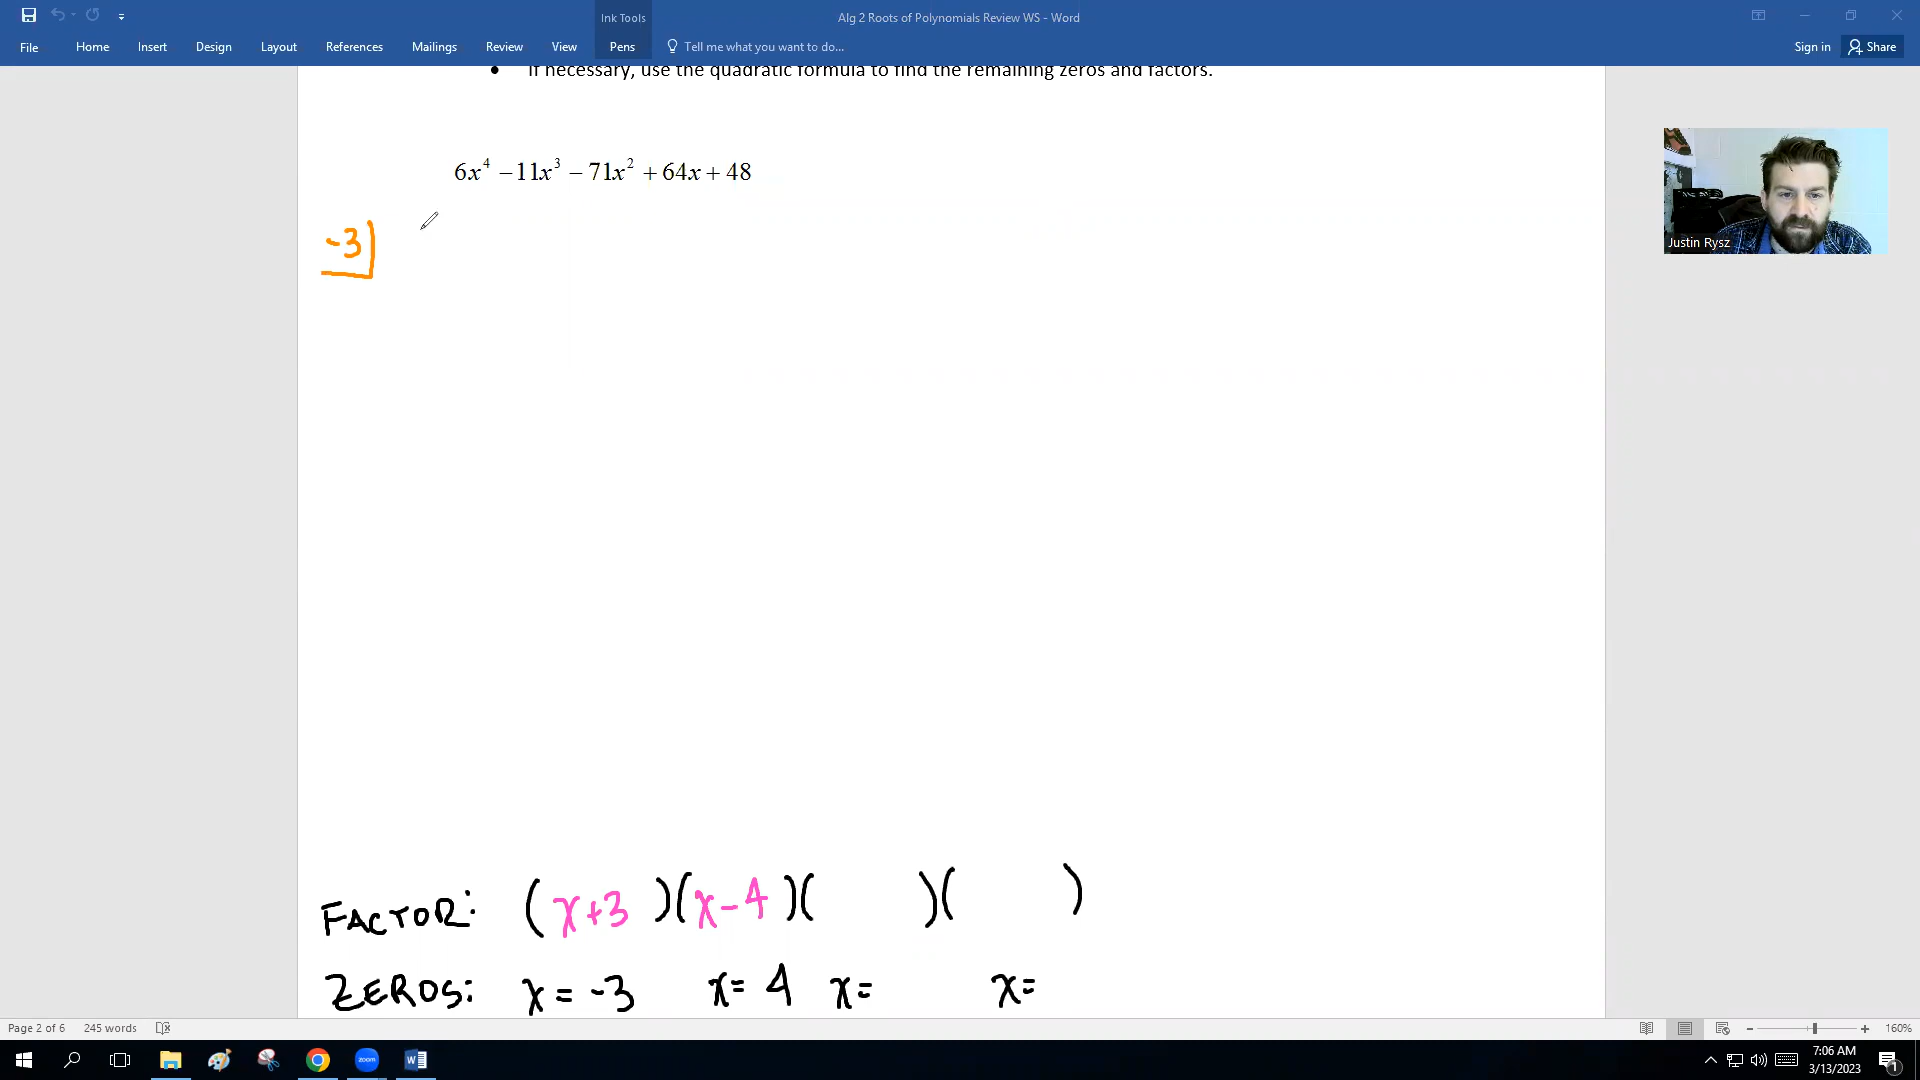 Ink Tools
Alg 2 Roots of Polynomials Review WS - Word
File Home Insert Design Layout References Mailings Review View Pens Tell me what you want to do... Sign in Share
• If necessary, use the quadratic formula to find the remaining zeros and factors.
6x⁴ − 11x³ − 71x² + 64x + 48
-3
Justin Rysz
FACTOR: (x+3)(x-4)( )( )
ZEROS: x = -3 x= 4 x= x=
Page 2 of 6 245 words 160%
zoom
7:06 AM
3/13/2023
1